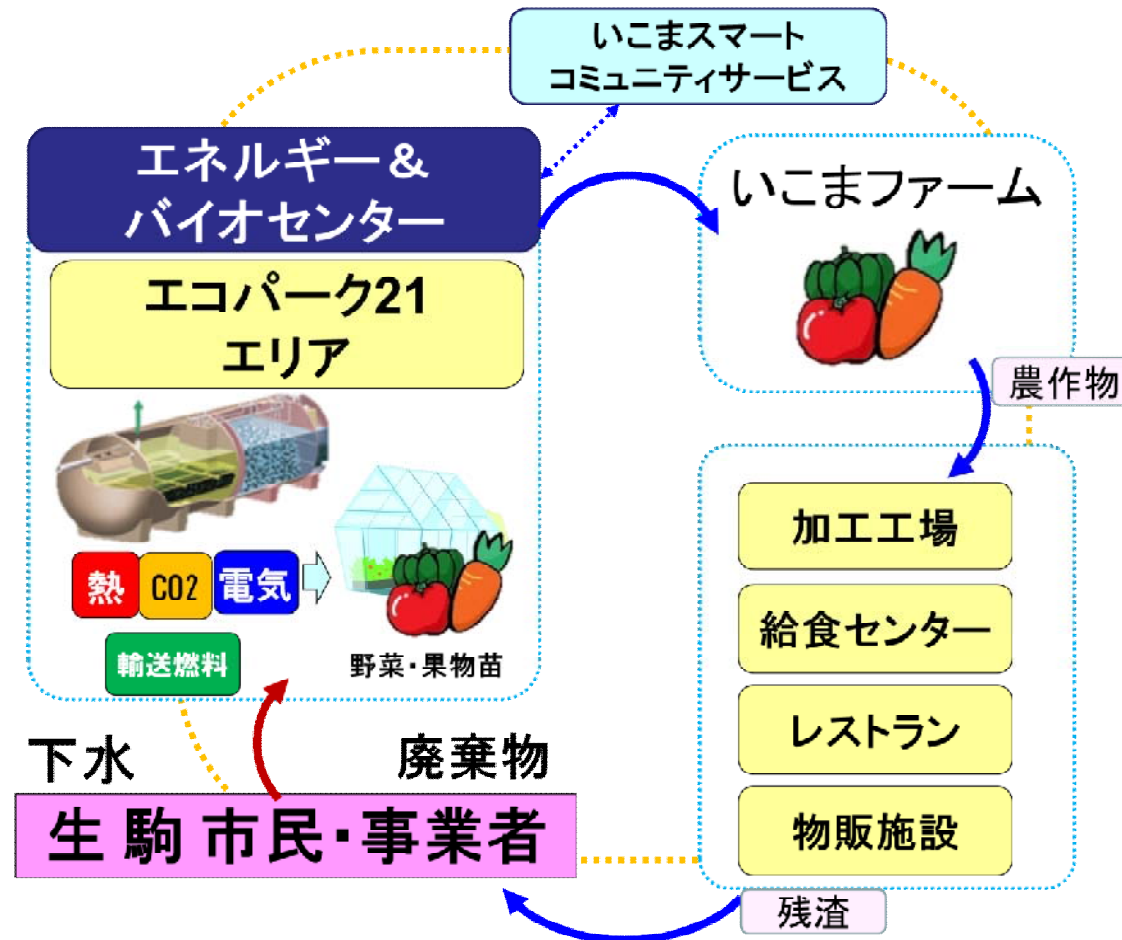 いこまスマート
コミュニティサービス
エネルギー＆
バイオセンター
エコパーク21
エリア
熱
CO2
電気
輸送燃料
野菜・果物苗
いこまファーム
農作物
加工工場
給食センター
レストラン
物販施設
残渣
下水
廃棄物
生駒市民・事業者